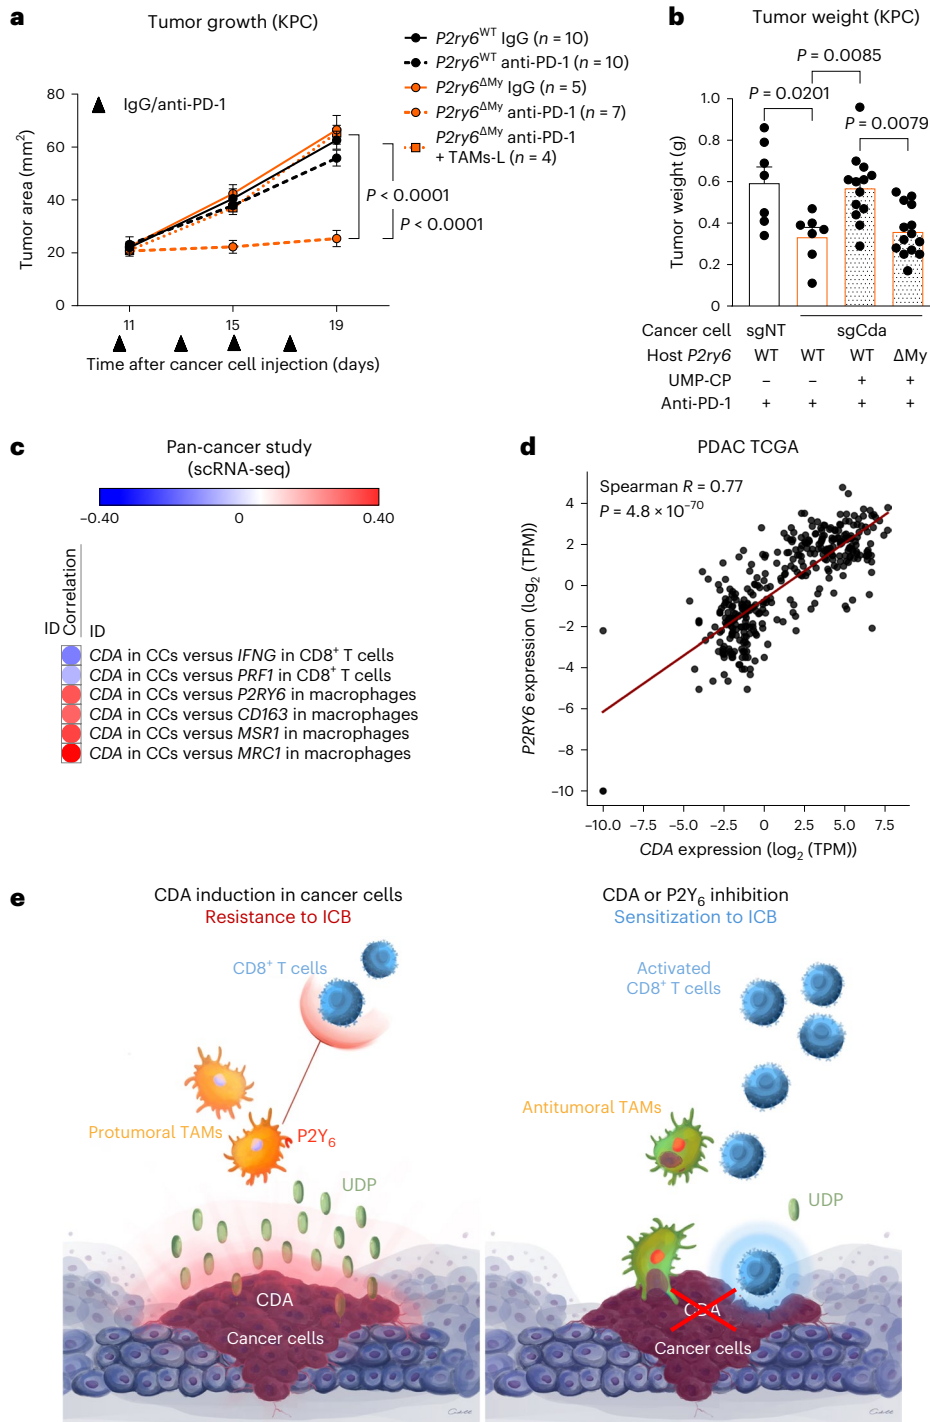 a
Tumor growth (KPC)
P2ry6^WT IgG (n = 10)
P2ry6^WT anti-PD-1 (n = 10)
P2ry6^ΔMy IgG (n = 5)
P2ry6^ΔMy anti-PD-1 (n = 7)
P2ry6^ΔMy anti-PD-1
+ TAMs-L (n = 4)
IgG/anti-PD-1
Tumor area (mm²)
80
60
40
20
0
P < 0.0001
P < 0.0001
11 15 19
Time after cancer cell injection (days)
b
Tumor weight (KPC)
P = 0.0085
P = 0.0201
P = 0.0079
Tumor weight (g)
1.0
0.8
0.6
0.4
0.2
0
Cancer cell sgNT sgCda
Host P2ry6 WT WT WT ΔMy
UMP-CP – – + +
Anti-PD-1 + + + +
c
Pan-cancer study
(scRNA-seq)
–0.40 0 0.40
ID Correlation ID
CDA in CCs versus IFNG in CD8⁺ T cells
CDA in CCs versus PRF1 in CD8⁺ T cells
CDA in CCs versus P2RY6 in macrophages
CDA in CCs versus CD163 in macrophages
CDA in CCs versus MSR1 in macrophages
CDA in CCs versus MRC1 in macrophages
d
PDAC TCGA
Spearman R = 0.77
P = 4.8 × 10⁻⁷⁰
P2RY6 expression (log₂ (TPM))
4
2
0
–2
–4
–6
–8
–10
–10.0 –7.5 –5.0 –2.5 0 2.5 5.0 7.5
CDA expression (log₂ (TPM))
e
CDA induction in cancer cells
Resistance to ICB
CD8⁺ T cells
Protumoral TAMs
P2Y₆
UDP
CDA
Cancer cells
CDA or P2Y₆ inhibition
Sensitization to ICB
Activated
CD8⁺ T cells
Antitumoral TAMs
UDP
CDA
Cancer cells